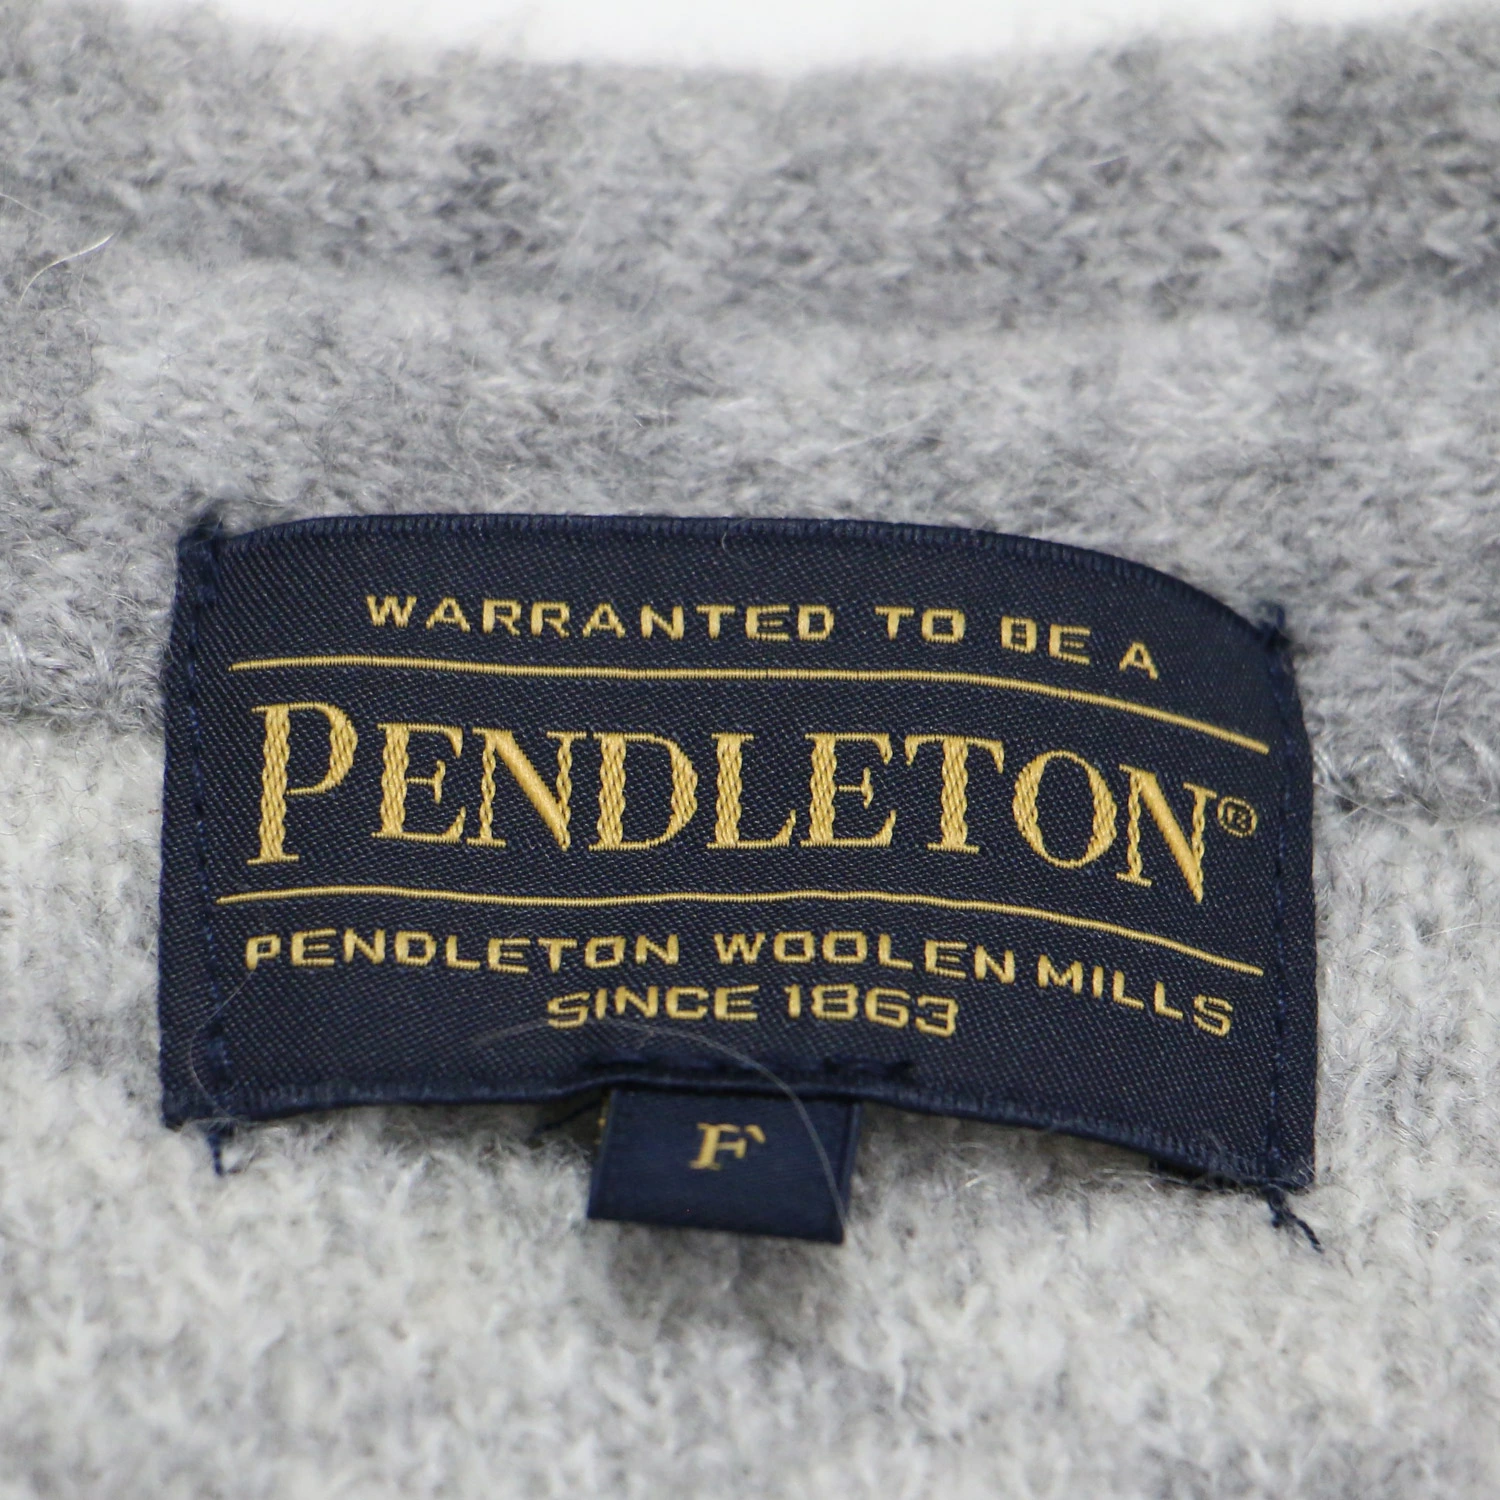 WARRANTED TO BE A
PENDLETON®
PENDLETON WOOLEN MILLS
SINCE 1863
F